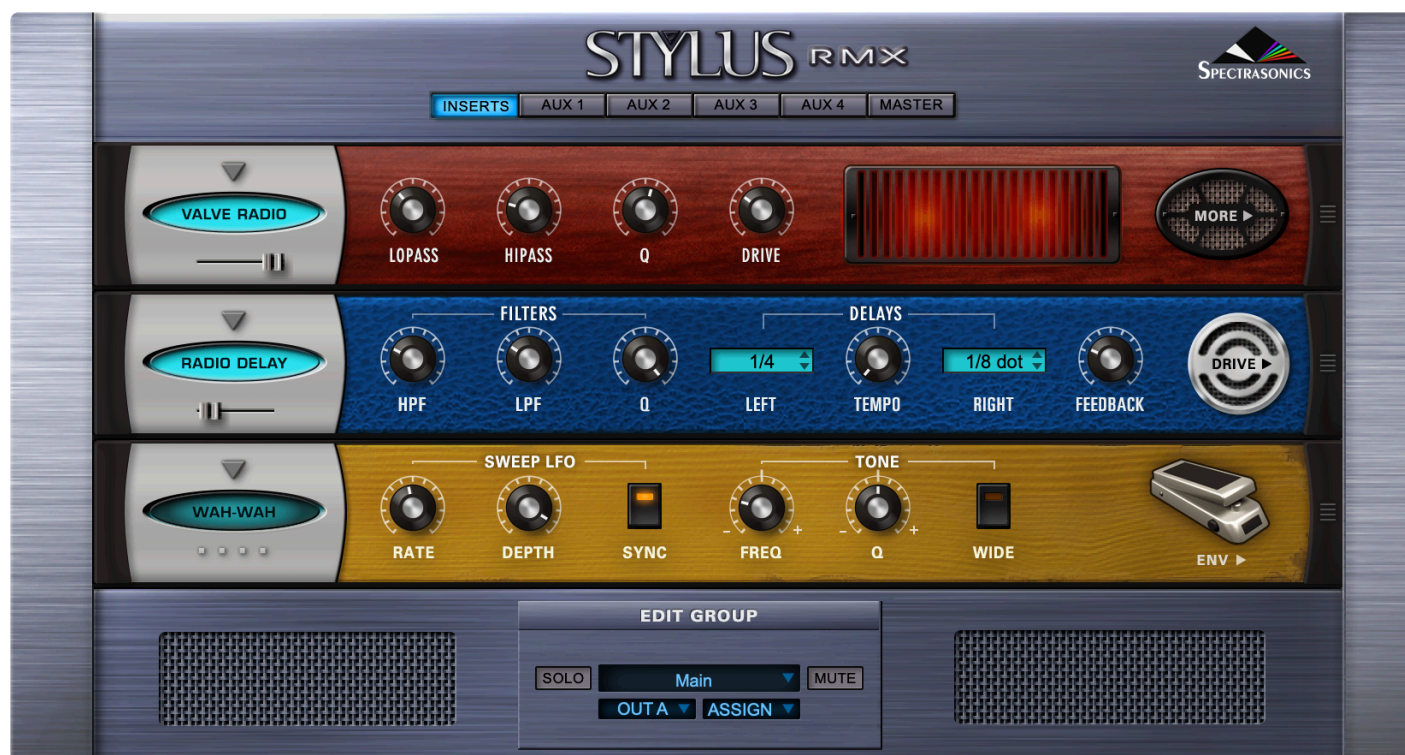 STYLUS RMX
SPECTRASONICS
INSERTS AUX 1 AUX 2 AUX 3 AUX 4 MASTER
VALVE RADIO
LOPASS HIPASS Q DRIVE
MORE
FILTERS DELAYS
RADIO DELAY
1/4 1/8 dot
DRIVE
HPF LPF Q LEFT TEMPO RIGHT FEEDBACK
SWEEP LFO TONE
WAH-WAH
- + - +
RATE DEPTH SYNC FREQ Q WIDE
ENV
EDIT GROUP
SOLO Main MUTE
OUT A ASSIGN